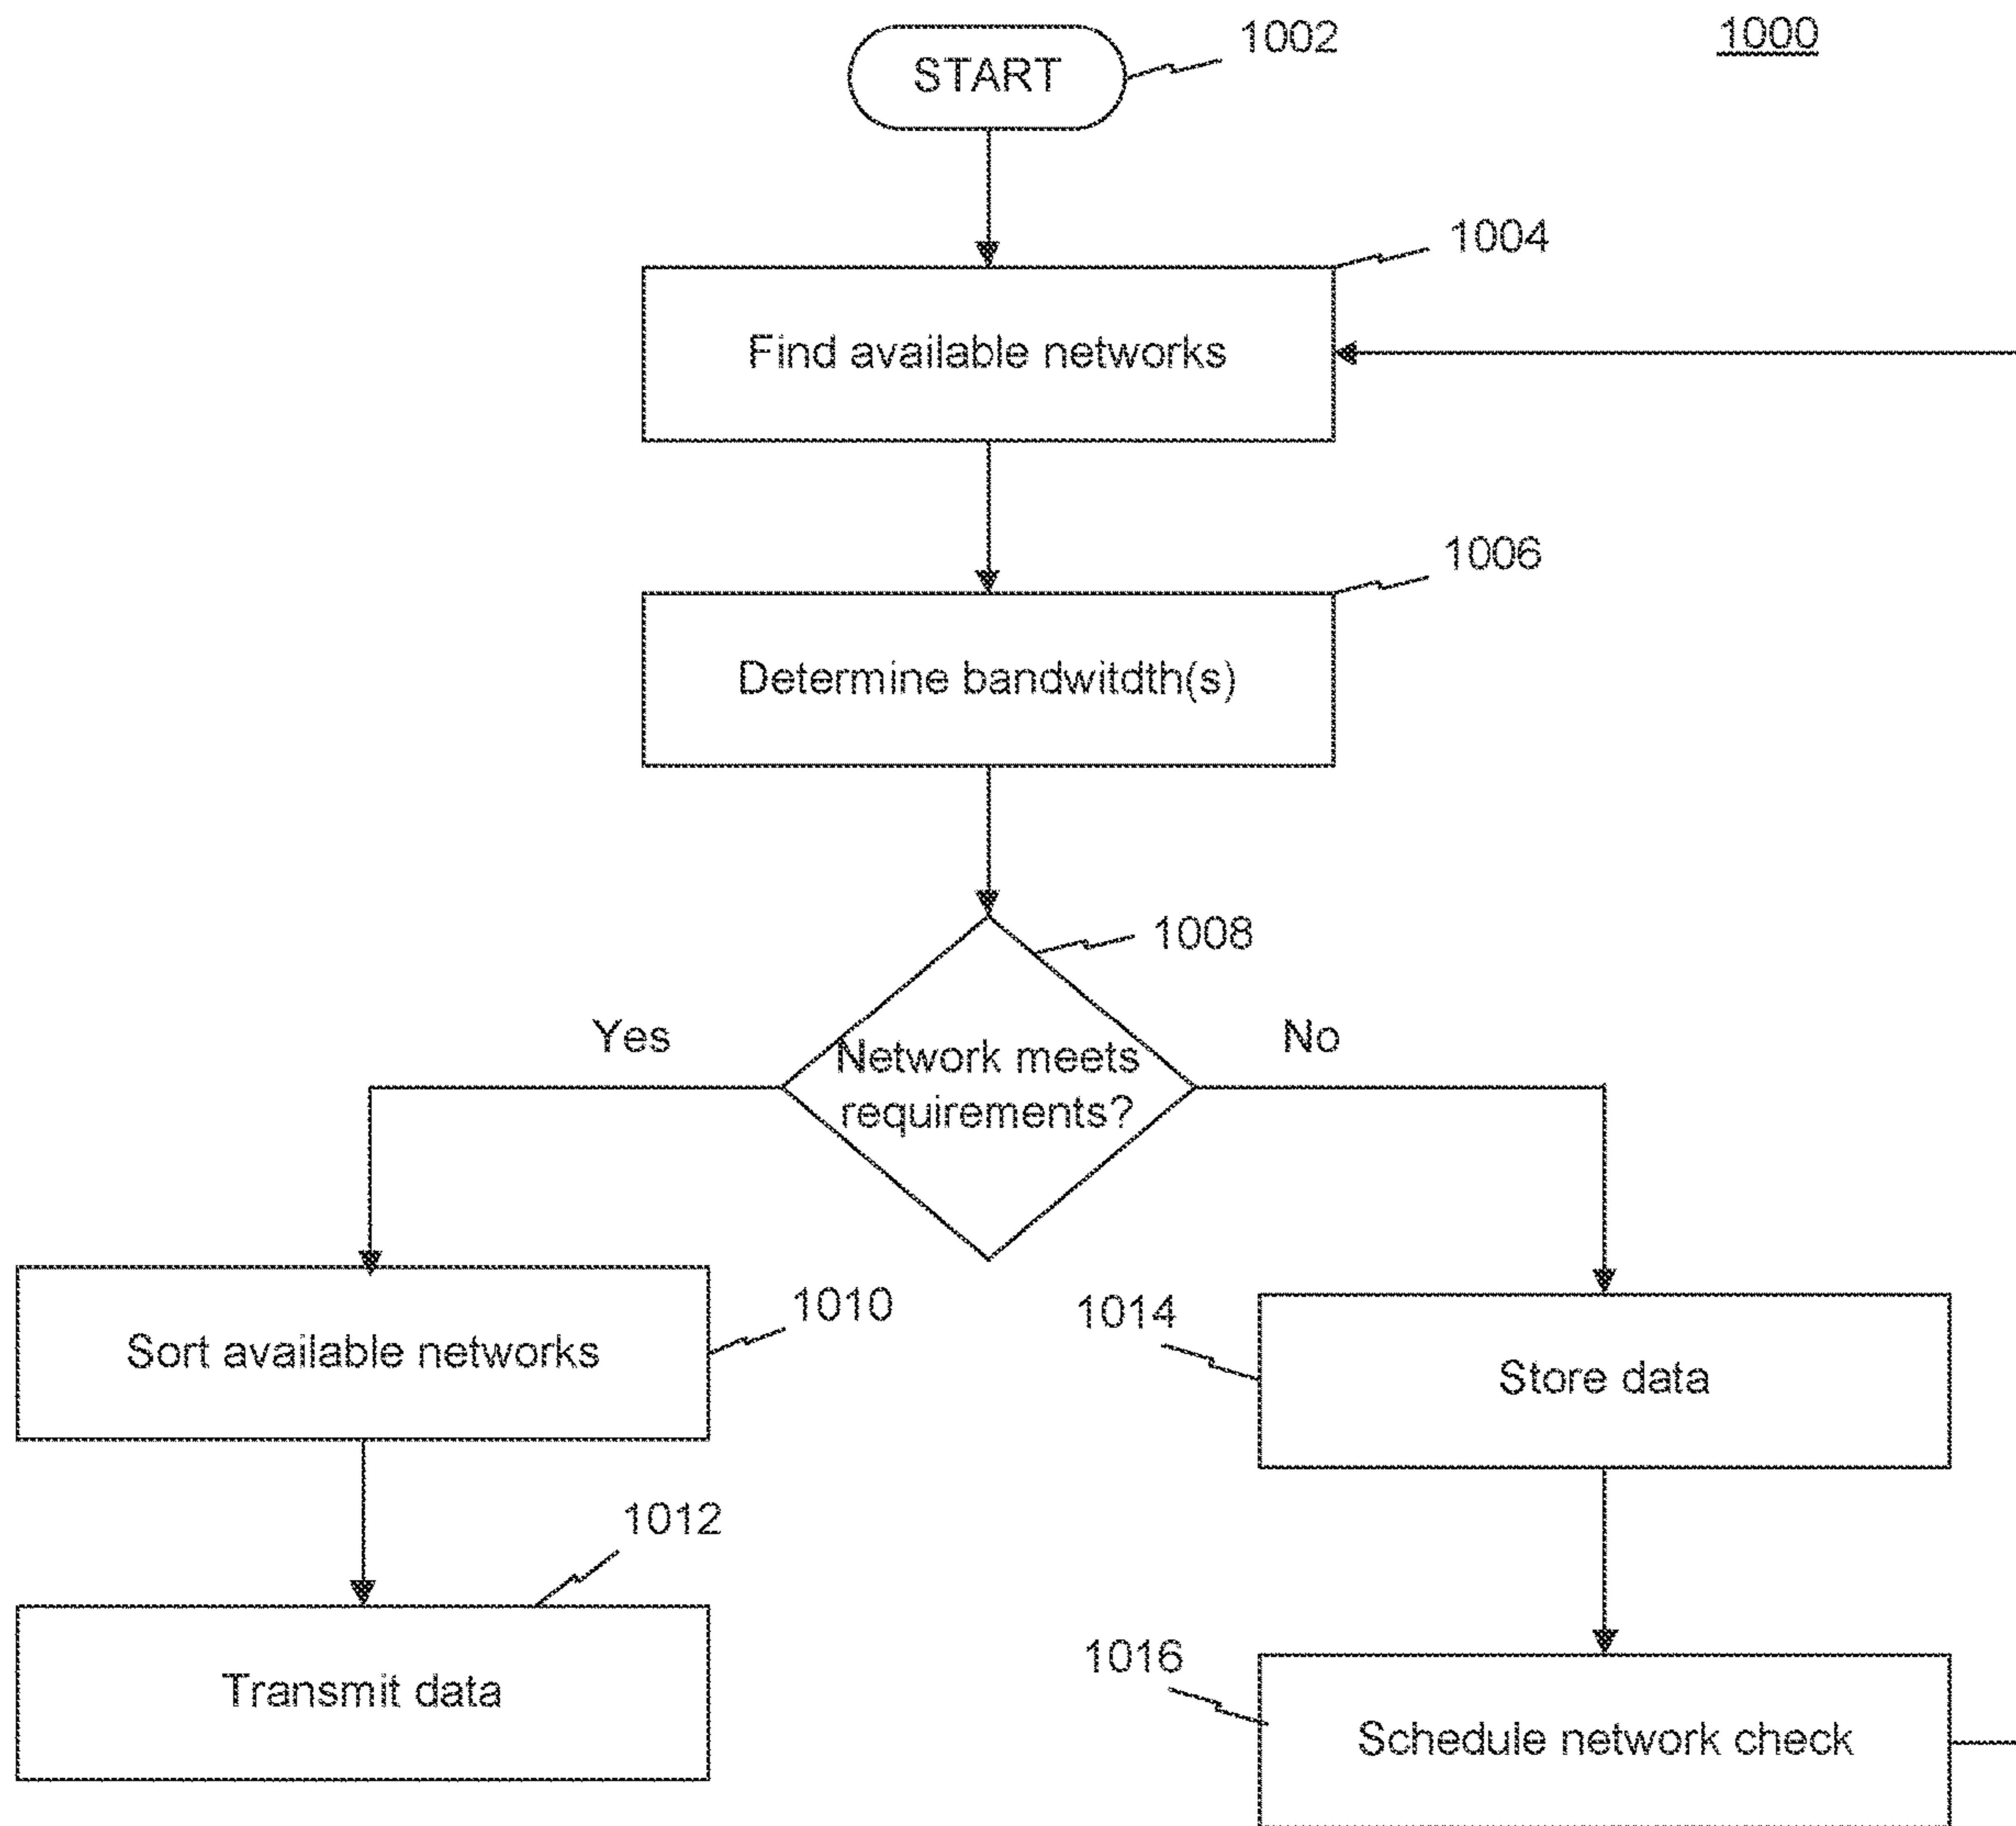 1000
1002
START
1004
Find available networks
1006
Determine bandwitdth(s)
1008
Network meets
requirements?
Yes
No
1010
Sort available networks
1014
Store data
1012
Transmit data
1016
Schedule network check